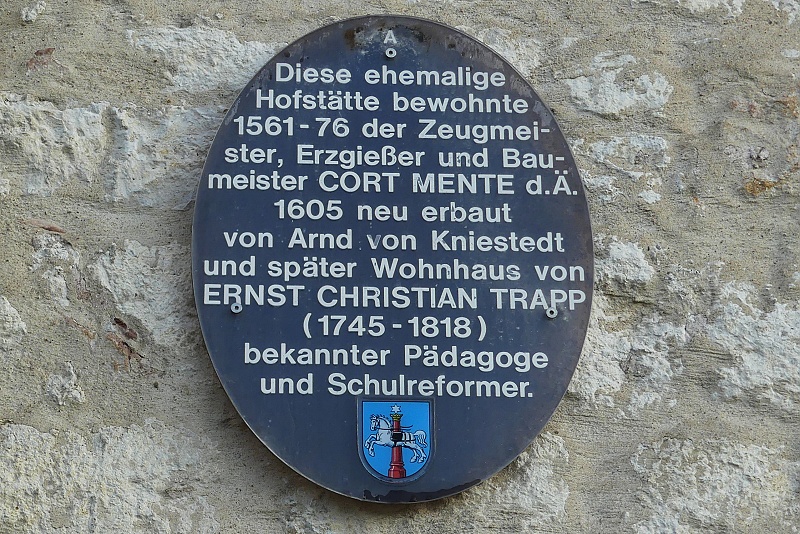 A
Diese ehemalige
Hofstätte bewohnte
1561-76 der Zeugmei-
ster, Erzgießer und Bau-
meister CORT MENTE d.Ä.
1605 neu erbaut
von Arnd von Kniestedt
und später Wohnhaus von
ERNST CHRISTIAN TRAPP
(1745-1818)
bekannter Pädagoge
und Schulreformer.